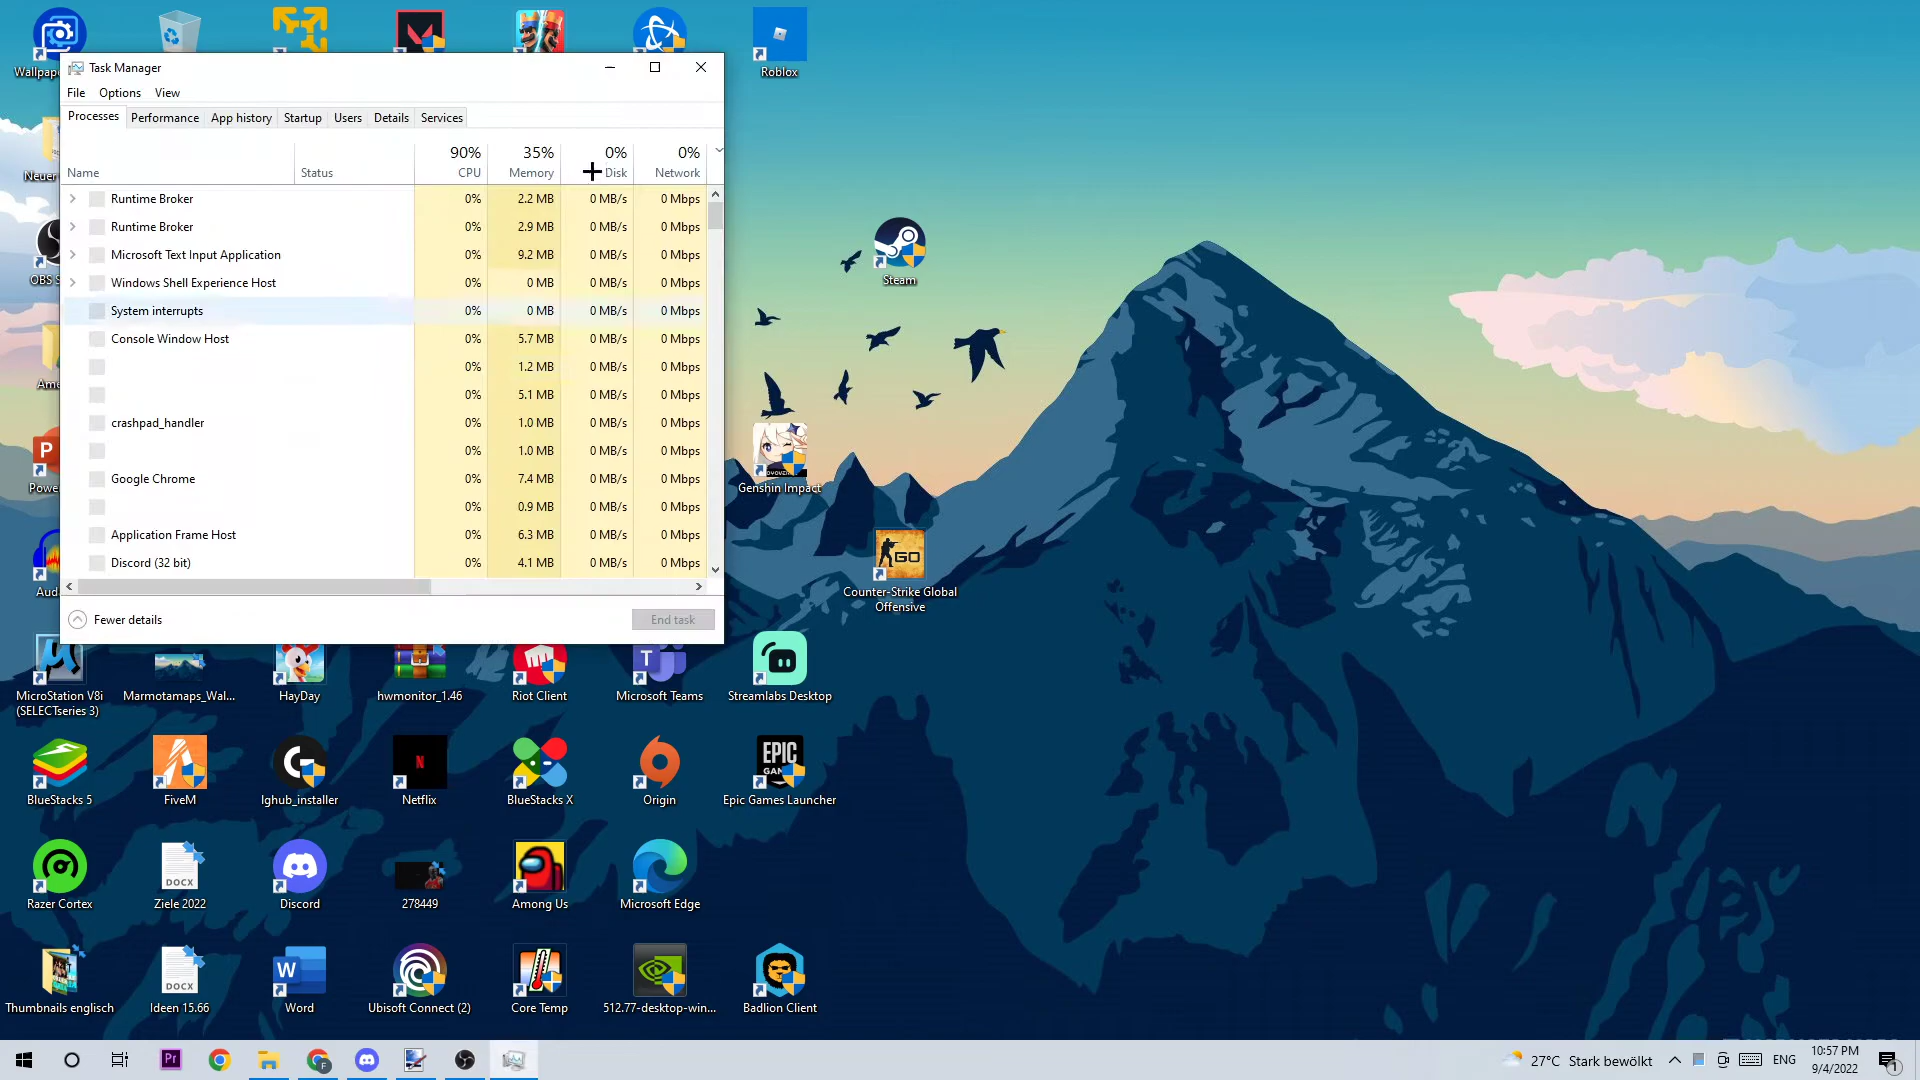 Wallpap
Roblox
Task Manager
File Options View
Processes Performance App history Startup Users Details Services
90% 35% 0% 0%
Name Status CPU Memory Disk Network
Runtime Broker 0% 2.2 MB 0 MB/s 0 Mbps
Runtime Broker 0% 2.9 MB 0 MB/s 0 Mbps
Microsoft Text Input Application 0% 9.2 MB 0 MB/s 0 Mbps
Windows Shell Experience Host 0% 0 MB 0 MB/s 0 Mbps
System interrupts 0% 0 MB 0 MB/s 0 Mbps
Console Window Host 0% 5.7 MB 0 MB/s 0 Mbps
0% 1.2 MB 0 MB/s 0 Mbps
0% 5.1 MB 0 MB/s 0 Mbps
crashpad_handler 0% 1.0 MB 0 MB/s 0 Mbps
0% 1.0 MB 0 MB/s 0 Mbps
Google Chrome 0% 7.4 MB 0 MB/s 0 Mbps
0% 0.9 MB 0 MB/s 0 Mbps
Application Frame Host 0% 6.3 MB 0 MB/s 0 Mbps
Discord (32 bit) 0% 4.1 MB 0 MB/s 0 Mbps
Fewer details End task
Neuer
OBS S
Ame
Powe
Auda
Steam
Genshin Impact
GO
Counter-Strike Global
Offensive
MicroStation V8i
(SELECTseries 3)
Marmotamaps_Wal...
HayDay
hwmonitor_1.46
Riot Client
Microsoft Teams
Streamlabs Desktop
EPIC
GAMES
BlueStacks 5
FiveM
lghub_installer
Netflix
BlueStacks X
Origin
Epic Games Launcher
DOCX
Razer Cortex
Ziele 2022
Discord
278449
Among Us
Microsoft Edge
DOCX
Thumbnails englisch
Ideen 15.66
Word
Ubisoft Connect (2)
Core Temp
512.77-desktop-win...
Badlion Client
Pr
27°C Stark bewölkt
ENG
10:57 PM
9/4/2022
1